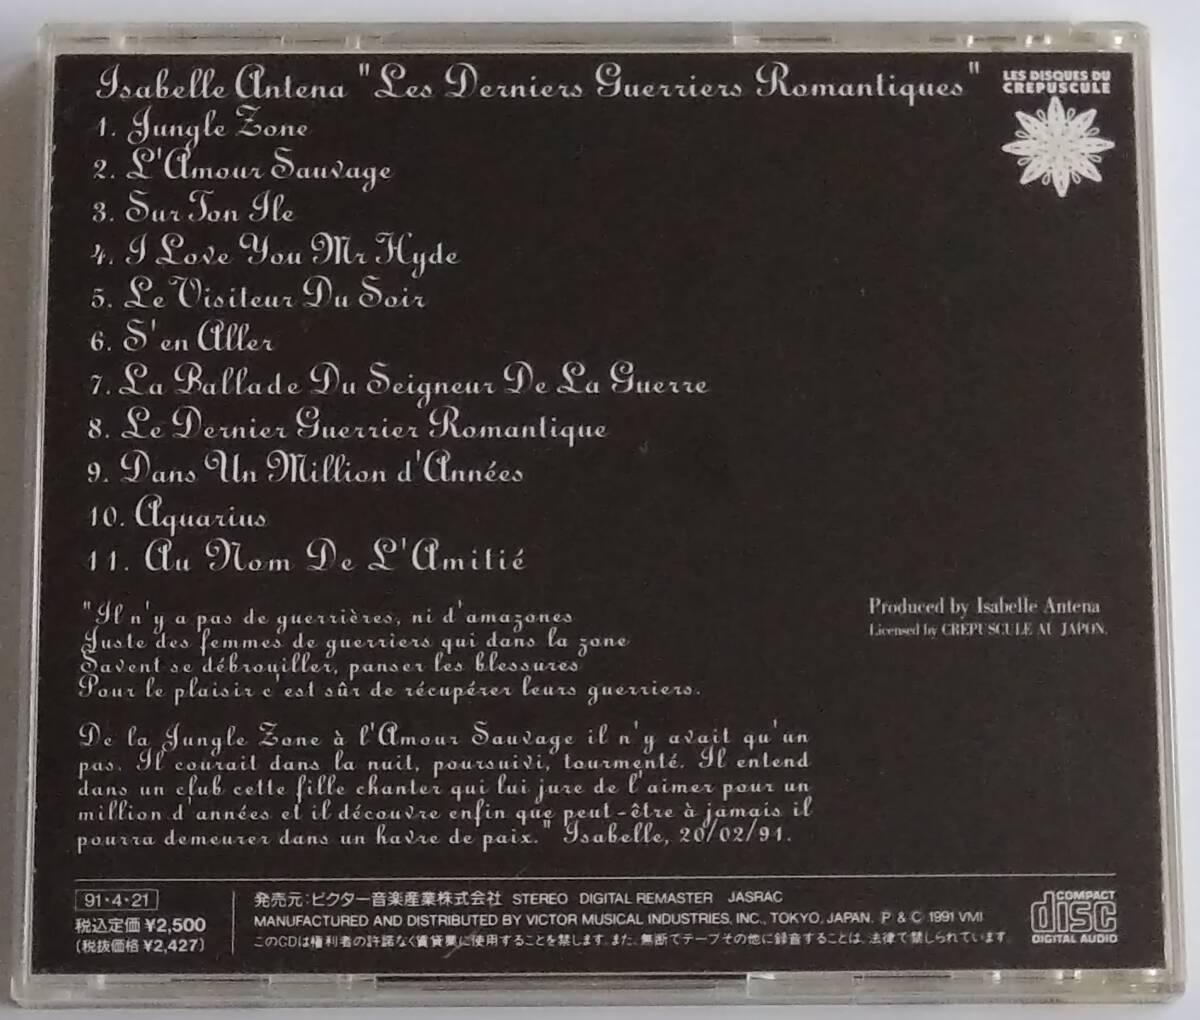 Isabelle Antena "Les Derniers Guerriers Romantiques"
LES DISQUES DU
CREPUSCULE
1. Jungle Zone
2. L'Amour Sauvage
3. Sur Ton Ile
4. I Love You Mr Hyde
5. Le Visiteur Du Soir
6. S'en Aller
7. La Ballade Du Seigneur De La Guerre
8. Le Dernier Guerrier Romantique
9. Dans Un Million d'Années
10. Aquarius
11. Au Nom De L'Amitié
"Il n'y a pas de guerrières, ni d'amazones
Juste des femmes de guerriers qui dans la zone
Savent se débrouiller, panser les blessures
Pour le plaisir c'est sûr de récupérer leurs guerriers.
Produced by Isabelle Antena
Licensed by CREPUSCULE AU JAPON.
De la Jungle Zone à l'Amour Sauvage il n'y avait qu'un
pas. Il courait dans la nuit, poursuivi, tourmenté. Il entend
dans un club cette fille chanter qui lui jure de l'aimer pour un
million d'années et il découvre enfin que peut-être à jamais il
pourra demeurer dans un havre de paix." Isabelle, 20/02/91.
91・4・21
税込定価 ¥2,500
(税抜価格 ¥2,427)
発売元:ビクター音楽産業株式会社 STEREO DIGITAL REMASTER JASRAC
MANUFACTURED AND DISTRIBUTED BY VICTOR MUSICAL INDUSTRIES, INC., TOKYO, JAPAN. P & C 1991 VMI
このCDは権利者の許諾なく賃貸業に使用することを禁します。また、無断でテープその他に録音することは、法律で禁じられています。
COMPACT
disc
DIGITAL AUDIO